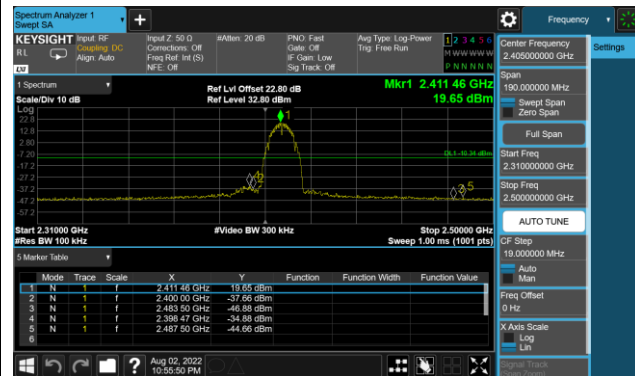 Spectrum Analyzer 1
Swept SA
+
Frequency
KEYSIGHT
RL
Input: RF
Coupling: DC
Align: Auto
Input Z: 50 Ω
Corrections: Off
Freq Ref: Int (S)
NFE: Off
#Atten: 20 dB
PNO: Fast
Gate: Off
IF Gain: Low
Sig Track: Off
Avg Type: Log-Power
Trig: Free Run
1 2 3 4 5 6
M W W W W W
P N N N N N
LXI
1 Spectrum
Scale/Div 10 dB
Ref Lvl Offset 22.80 dB
Ref Level 32.80 dBm
Mkr1 2.411 46 GHz
19.65 dBm
Log
22.8
12.8
2.80
-7.20
-17.2
-27.2
-37.2
-47.2
-57.2
1
DL1 -10.34 dBm
5
Start 2.31000 GHz
#Res BW 100 kHz
#Video BW 300 kHz
Stop 2.50000 GHz
Sweep 1.00 ms (1001 pts)
5 Marker Table
Mode Trace Scale X Y Function Function Width Function Value
1 N 1 f 2.411 46 GHz 19.65 dBm
2 N 1 f 2.400 00 GHz -37.66 dBm
3 N 1 f 2.483 50 GHz -46.88 dBm
4 N 1 f 2.398 47 GHz -34.88 dBm
5 N 1 f 2.487 50 GHz -44.66 dBm
6
?
Aug 02, 2022
10:55:50 PM
Center Frequency
2.405000000 GHz
Settings
Span
190.000000 MHz
Swept Span
Zero Span
Full Span
Start Freq
2.310000000 GHz
Stop Freq
2.500000000 GHz
AUTO TUNE
CF Step
19.000000 MHz
Auto
Man
Freq Offset
0 Hz
X Axis Scale
Log
Lin
Signal Track
(Span Zoom)